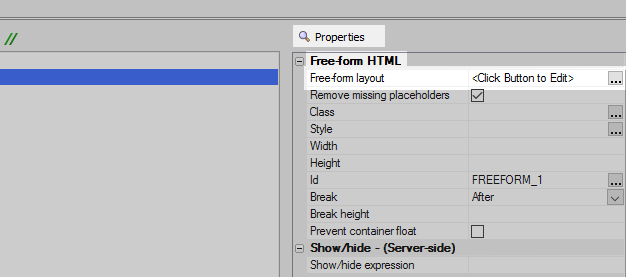 //
Properties
Free-form HTML
Free-form layout <Click Button to Edit> ...
Remove missing placeholders
Class ...
Style ...
Width
Height
Id FREEFORM_1 ...
Break After
Break height
Prevent container float
Show/hide - (Server-side)
Show/hide expression